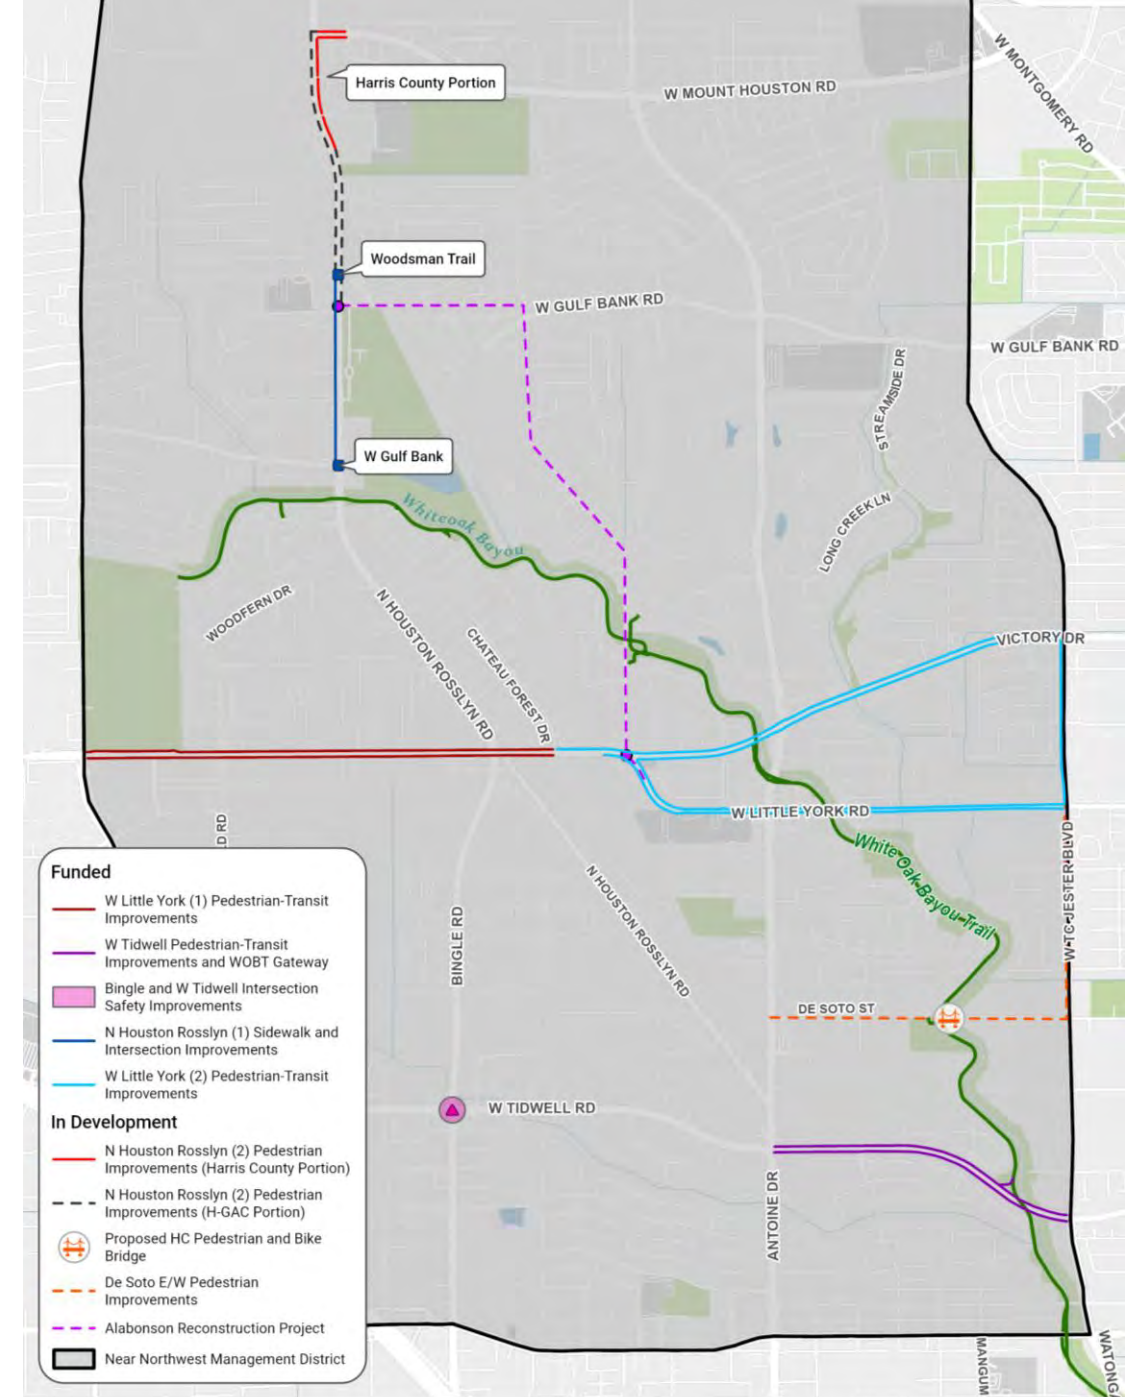 W MONTGOMERY RD
W MOUNT HOUSTON RD
Harris County Portion
Woodsman Trail
W GULF BANK RD
W GULF BANK RD
STREAMSIDE DR
W Gulf Bank
Whiteoak Bayou
LONG CREEK LN
WOODFERN DR
N HOUSTON ROSSLYN RD
CHATEAU FOREST DR
VICTORY DR
W LITTLE YORK RD
White Oak Bayou Trail
W TC JESTER BLVD
N HOUSTON ROSSLYN RD
BINGLE RD
DE SOTO ST
W TIDWELL RD
ANTOINE DR
MANGUM
Funded
W Little York (1) Pedestrian-Transit
Improvements
W Tidwell Pedestrian-Transit
Improvements and WOBT Gateway
Bingle and W Tidwell Intersection
Safety Improvements
N Houston Rosslyn (1) Sidewalk and
Intersection Improvements
W Little York (2) Pedestrian-Transit
Improvements
In Development
N Houston Rosslyn (2) Pedestrian
Improvements (Harris County Portion)
N Houston Rosslyn (2) Pedestrian
Improvements (H-GAC Portion)
Proposed HC Pedestrian and Bike
Bridge
De Soto E/W Pedestrian
Improvements
Alabonson Reconstruction Project
Near Northwest Management District